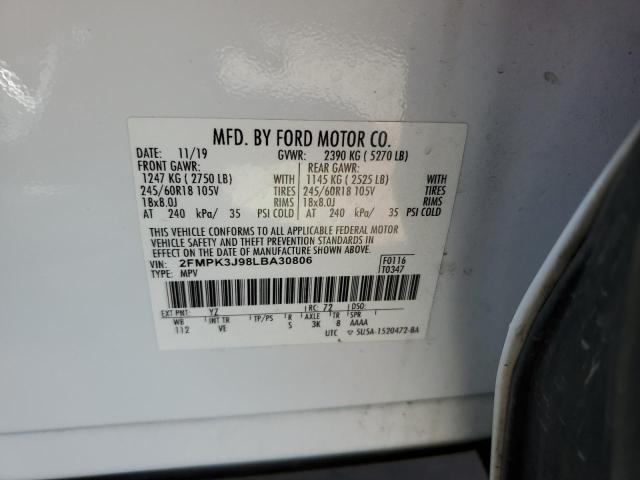 MFD. BY FORD MOTOR CO.
DATE: 11/19 GVWR: 2390 KG ( 5270 LB)
FRONT GAWR: REAR GAWR:
1247 KG ( 2750 LB) WITH 1145 KG ( 2525 LB) WITH
245/60R18 105V TIRES 245/60R18 105V TIRES
18x8.0J RIMS 18x8.0J RIMS
AT 240 kPa/ 35 PSI COLD AT 240 kPa/ 35 PSI COLD
THIS VEHICLE CONFORMS TO ALL APPLICABLE FEDERAL MOTOR
VEHICLE SAFETY AND THEFT PREVENTION STANDARDS IN
EFFECT ON THE DATE OF MANUFACTURE SHOWN ABOVE.
VIN: 2FMPK3J98LBA30806 F0116
TYPE: MPV T0347
EXT PNT: YZ RC: 72 DSO:
WB INT TR TP/PS R AXLE TR SPR
112 VE S 3K 8 AAAA
UTC 5U5A-1520472-BA